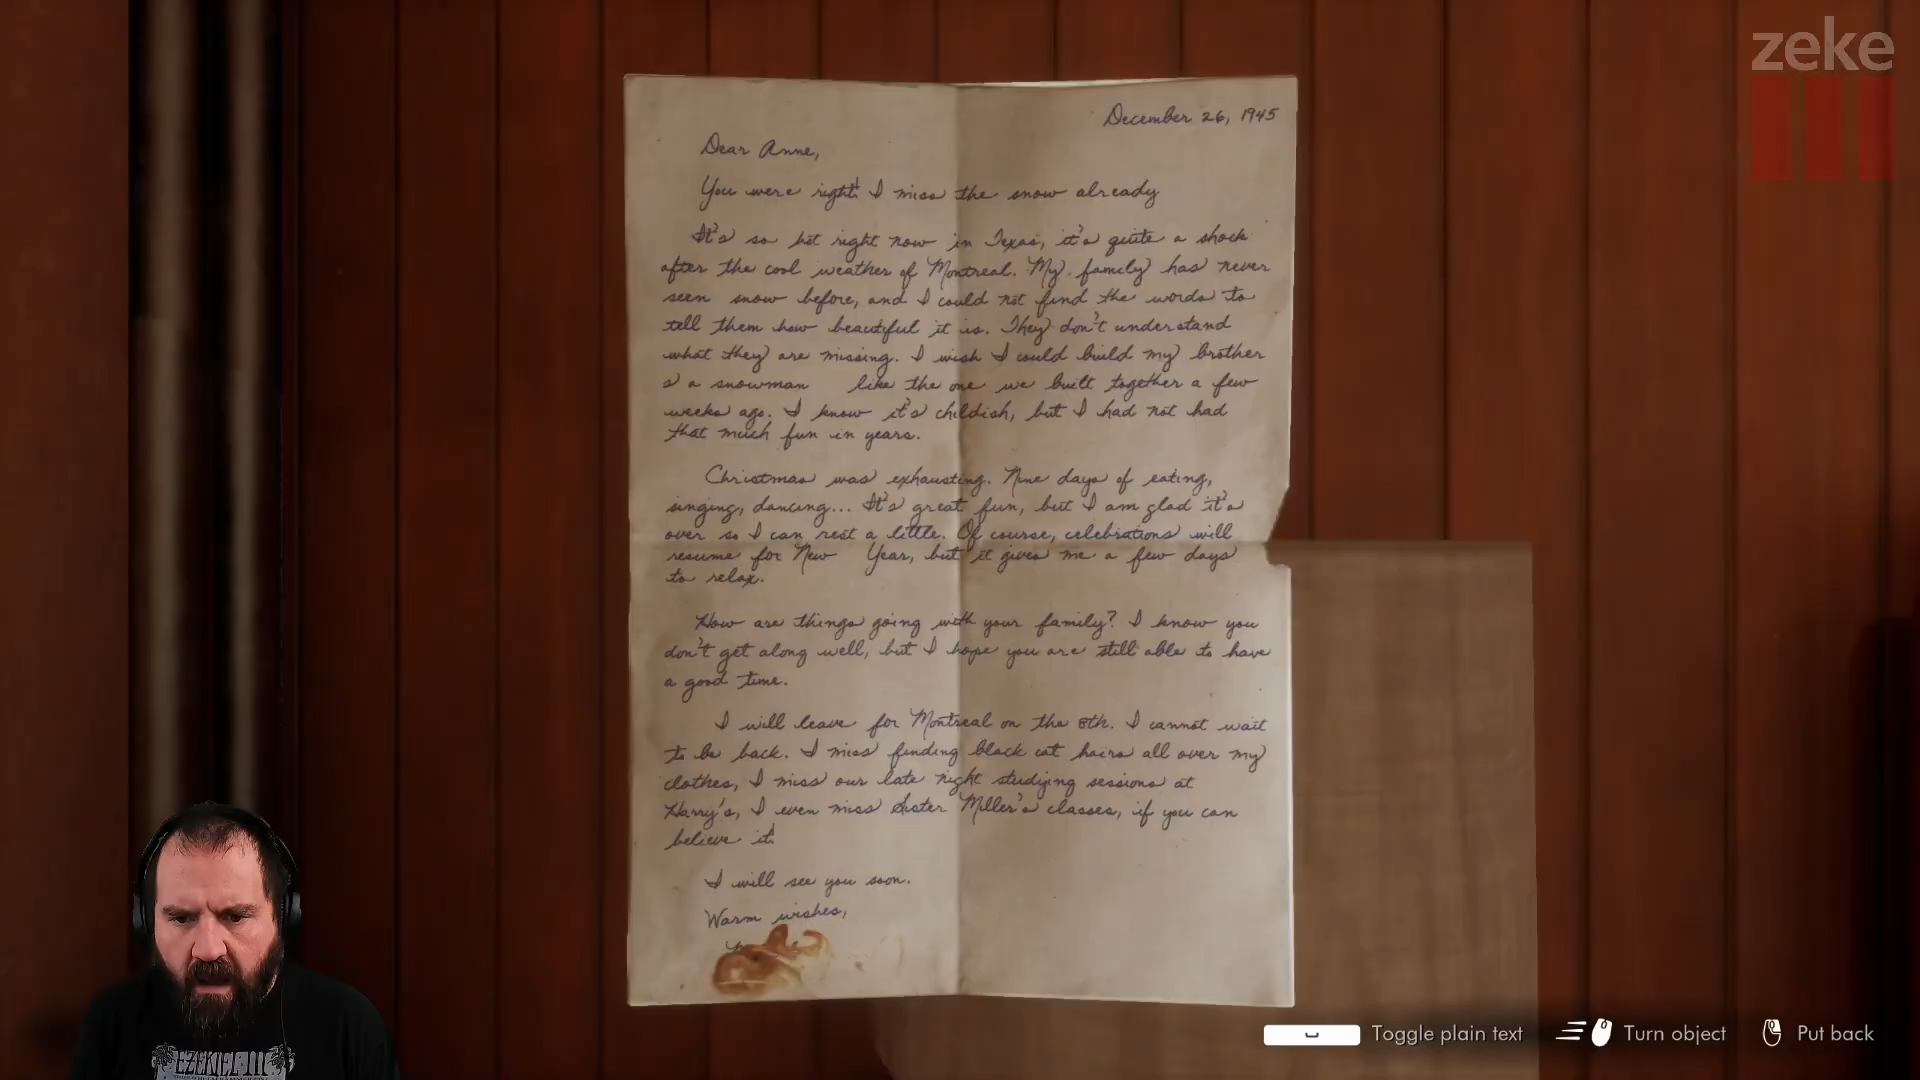 zeke
III
December 26, 1945
Dear Anne,
You were right! I miss the snow already
It's so hot right now in Texas, it's quite a shock
after the cool weather of Montreal. My family has never
seen snow before, and I could not find the words to
tell them how beautiful it is. They don't understand
what they are missing. I wish I could build my brother
s a snowman like the one we built together a few
weeks ago. I know it's childish, but I had not had
that much fun in years.
Christmas was exhausting. Nine days of eating,
singing, dancing... It's great fun, but I am glad it's
over so I can rest a little. Of course, celebrations will
resume for New Year, but it gives me a few days
to relax.
How are things going with your family? I know you
don't get along well, but I hope you are still able to have
a good time.
I will leave for Montreal on the 8th. I cannot wait
to be back. I miss finding black cat hairs all over my
clothes, I miss our late night studying sessions at
Harry's, I even miss Sister Miller's classes, if you can
believe it!
I will see you soon.
Warm wishes,
EZEKIEL III
Toggle plain text
Turn object
Put back